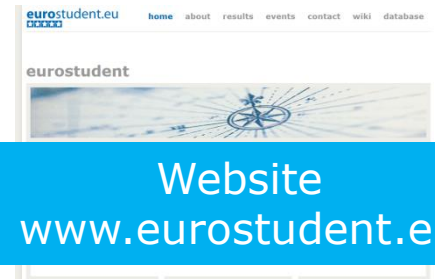 eurostudent.eu
home about results events contact wiki database
eurostudent
Website
www.eurostudent.e